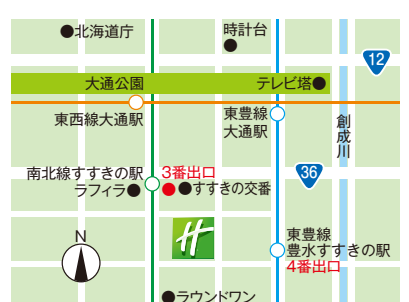 ●北海道庁
時計台
●
12
大通公園
テレビ塔●
東西線大通駅
東豊線
大通駅
創成川
南北線すすきの駅
ラフィラ●
3番出口
●●すすきの交番
36
N
H
東豊線
豊水すすきの駅
4番出口
●ラウンドワン